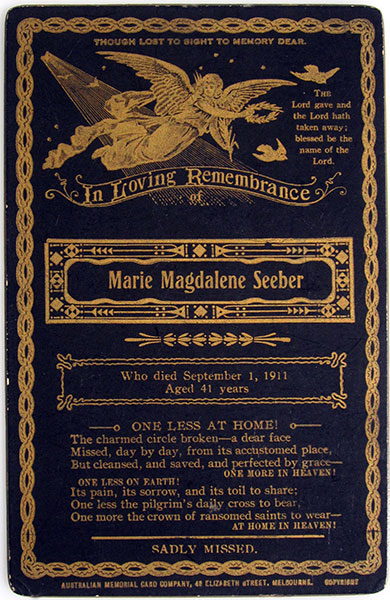 THOUGH LOST TO SIGHT TO MEMORY DEAR.
THE
Lord gave and
the Lord hath
taken away;
blessed be the
name of the
Lord.
In Loving Remembrance
of
Marie Magdalene Seeber
Who died September 1, 1911
Aged 41 years
ONE LESS AT HOME!
The charmed circle broken—a dear face
Missed, day by day, from its accustomed place,
But cleansed, and saved, and perfected by grace—
ONE MORE IN HEAVEN!
ONE LESS ON EARTH!
Its pain, its sorrow, and its toil to share;
One less the pilgrim's daily cross to bear,
One more the crown of ransomed saints to wear—
AT HOME IN HEAVEN!
SADLY MISSED.
AUSTRALIAN MEMORIAL CARD COMPANY, 48 ELIZABETH STREET, MELBOURNE. COPYRIGHT